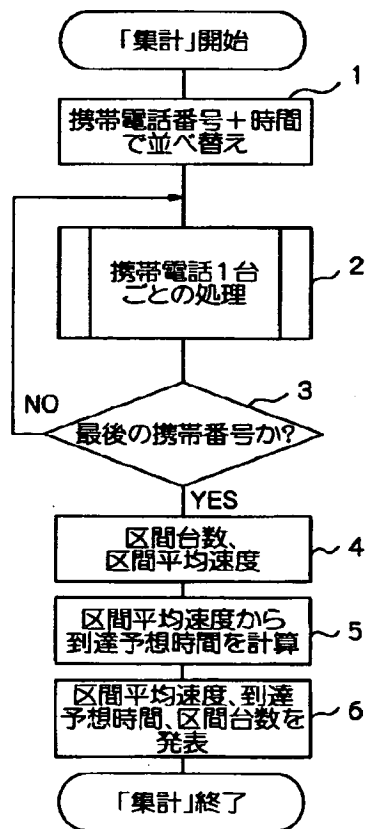 「集計」開始
1
携帯電話番号+時間
で並べ替え
携帯電話1台
ごとの処理
2
3
NO
最後の携帯番号か?
YES
区間台数、
区間平均速度
4
区間平均速度から
到達予想時間を計算
5
区間平均速度、到達
予想時間、区間台数を
発表
6
「集計」終了